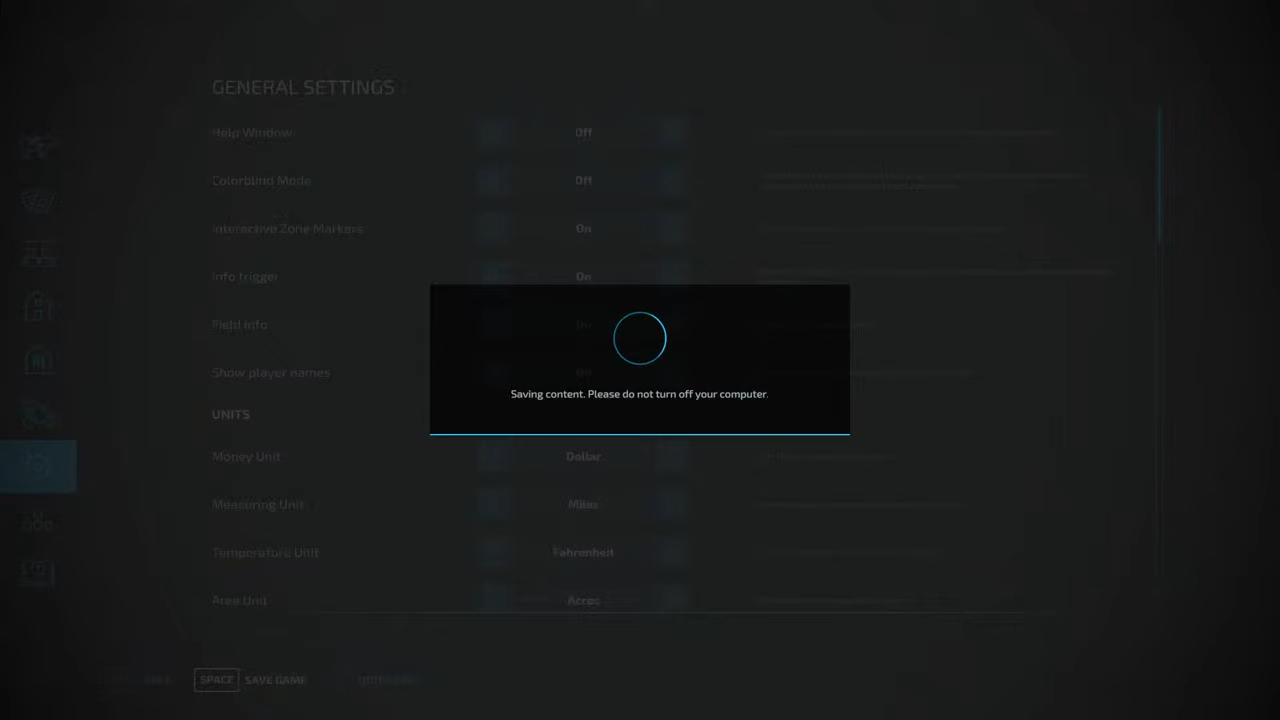 GENERAL SETTINGS
Help Window Off
Colorblind Mode Off
Interactive Zone Markers On
Info trigger On
Field Info On
Show player names On
Saving content. Please do not turn off your computer.
UNITS
Money Unit Dollar
Measuring Unit Miles
Temperature Unit Fahrenheit
Area Unit Acres
SPACE SAVE GAME